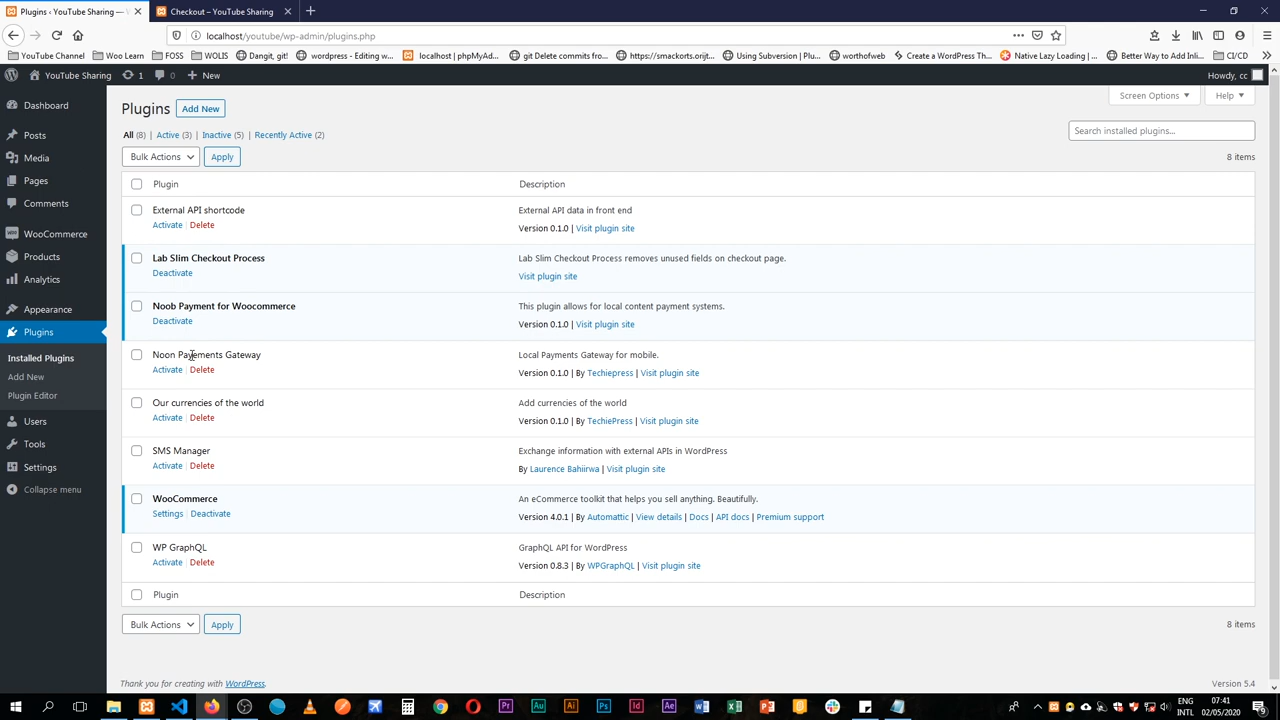 Plugins ‹ YouTube Sharing —
Checkout – YouTube Sharing
localhost/youtube/wp-admin/plugins.php
YouTube Channel
Woo Learn
FOSS
WOLIS
Dangit, git!
wordpress - Editing w...
localhost | phpMyAd...
git Delete commits fro...
https://smackorts.orijt...
Using Subversion | Plu...
worthofweb
Create a WordPress Th...
Native Lazy Loading | ...
Better Way to Add Inli...
CI/CD
YouTube Sharing
1
0
New
Howdy, cc
Dashboard
Posts
Media
Pages
Comments
WooCommerce
Products
Analytics
Appearance
Plugins
Installed Plugins
Add New
Plugin Editor
Users
Tools
Settings
Collapse menu
Screen Options
Help
Plugins
Add New
All (8) | Active (3) | Inactive (5) | Recently Active (2)
Search installed plugins...
Bulk Actions
Apply
8 items
Plugin
Description
External API shortcode
External API data in front end
Activate | Delete
Version 0.1.0 | Visit plugin site
Lab Slim Checkout Process
Lab Slim Checkout Process removes unused fields on checkout page.
Deactivate
Visit plugin site
Noob Payment for Woocommerce
This plugin allows for local content payment systems.
Deactivate
Version 0.1.0 | Visit plugin site
Noon Payements Gateway
Local Payments Gateway for mobile.
Activate | Delete
Version 0.1.0 | By Techiepress | Visit plugin site
Our currencies of the world
Add currencies of the world
Activate | Delete
Version 0.1.0 | By TechiePress | Visit plugin site
SMS Manager
Exchange information with external APIs in WordPress
Activate | Delete
By Laurence Bahiirwa | Visit plugin site
WooCommerce
An eCommerce toolkit that helps you sell anything. Beautifully.
Settings | Deactivate
Version 4.0.1 | By Automattic | View details | Docs | API docs | Premium support
WP GraphQL
GraphQL API for WordPress
Activate | Delete
Version 0.8.3 | By WPGraphQL | Visit plugin site
Plugin
Description
Bulk Actions
Apply
8 items
Thank you for creating with WordPress.
Version 5.4
ENG
INTL
07:41
02/05/2020